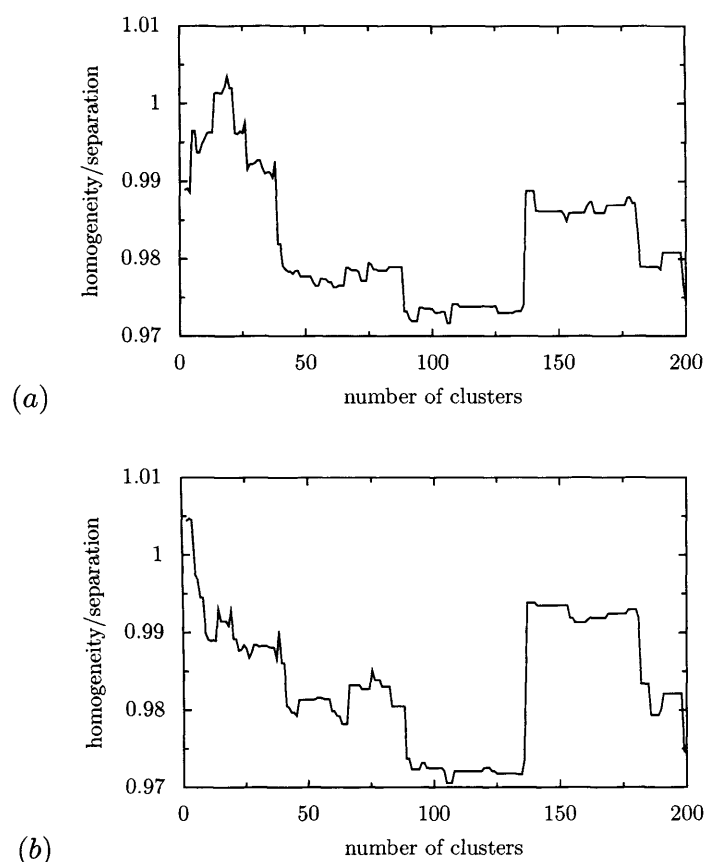 1.01
1
0.99
0.98
0.97
homogeneity/separation
0 50 100 150 200
number of clusters
(a)
1.01
1
0.99
0.98
0.97
homogeneity/separation
0 50 100 150 200
number of clusters
(b)